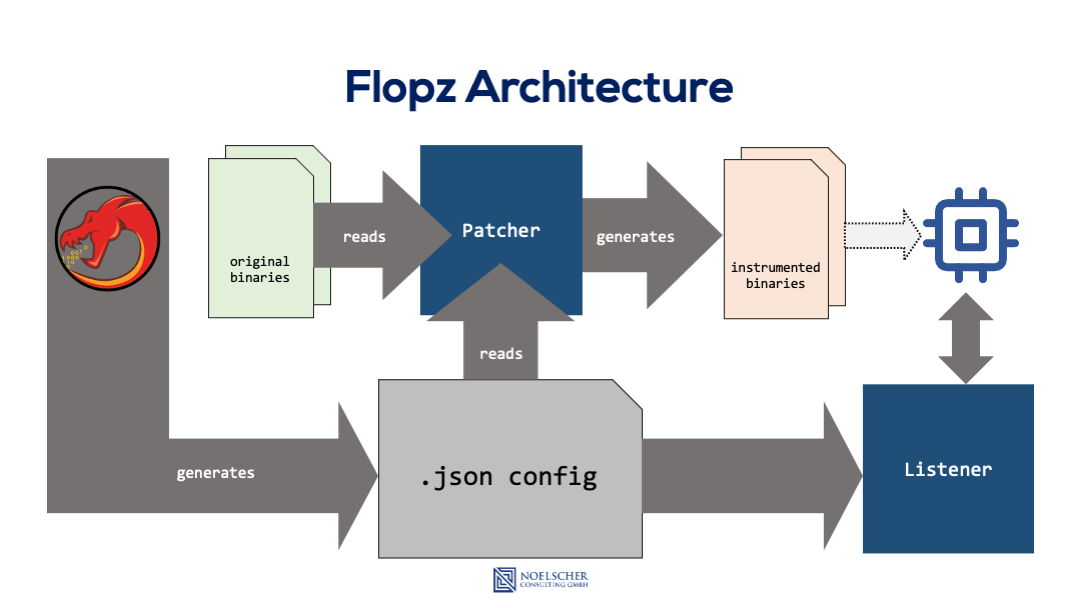 Flopz Architecture
original
binaries
reads
Patcher
generates
instrumented
binaries
reads
generates
.json config
Listener
NOELSCHER
CONSULTING GMBH